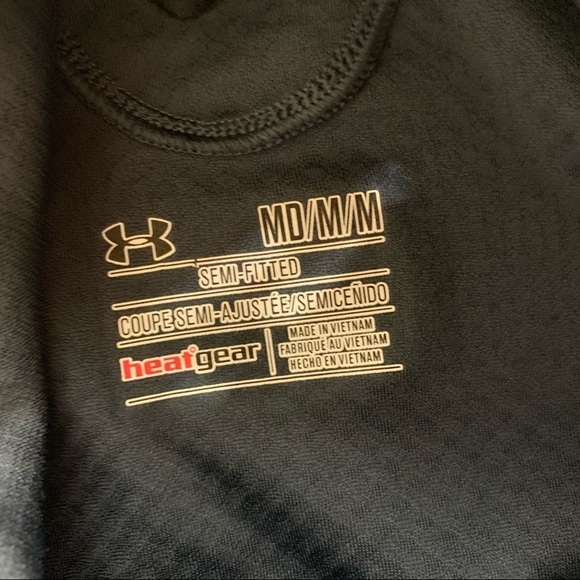 MD/M/M
SEMI-FITTED
COUPE SEMI-AJUSTÉE/SEMICEÑIDO
heatgear
MADE IN VIETNAM
FABRIQUÉ AU VIETNAM
HECHO EN VIETNAM